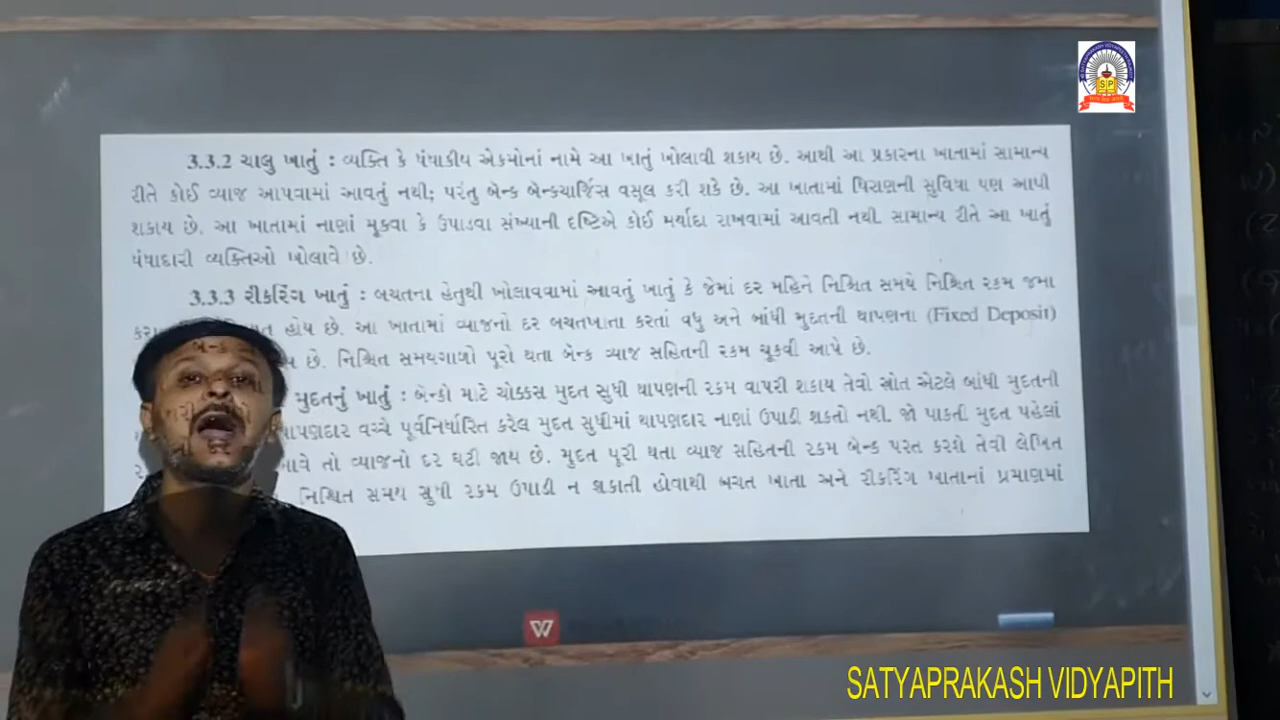 3.3.2 ચાલુ ખાતું : વ્યક્તિ કે ધંધાકીય એકમોનાં નામે આ ખાતું ખોલાવી શકાય છે. આથી આ પ્રકારના ખાતામાં સામાન્ય
રીતે કોઈ વ્યાજ આપવામાં આવતું નથી; પરંતુ બૅન્ક બૅન્કચાર્જિસ વસૂલ કરી શકે છે. આ ખાતામાં ધિરાણની સુવિધા પણ આપી
શકાય છે. આ ખાતામાં નાણાં મૂકવા કે ઉપાડવા સંખ્યાની દૃષ્ટિએ કોઈ મર્યાદા રાખવામાં આવતી નથી. સામાન્ય રીતે આ ખાતું
ધંધાદારી વ્યક્તિઓ ખોલાવે છે.
3.3.3 રીકરિંગ ખાતું : બચતના હેતુથી ખોલાવવામાં આવતું ખાતું કે જેમાં દર મહિને નિશ્ચિત સમયે નિશ્ચિત રકમ જમા
હોય છે. આ ખાતામાં વ્યાજનો દર બચતખાતા કરતાં વધુ અને બાંધી મુદતની થાપણના (Fixed Deposit)
છે. નિશ્ચિત સમયગાળો પૂરો થતા બૅન્ક વ્યાજ સહિતની રકમ ચૂકવી આપે છે.
મુદતનું ખાતું : બૅન્કો માટે ચોક્કસ મુદત સુધી થાપણની રકમ વાપરી શકાય તેવો સ્રોત એટલે બાંધી મુદતની
થાપણદાર વચ્ચે પૂર્વનિર્ધારિત કરેલ મુદત સુધીમાં થાપણદાર નાણાં ઉપાડી શકતો નથી. જો પાકતી મુદત પહેલાં
તો વ્યાજનો દર ઘટી જાય છે. મુદત પૂરી થતા વ્યાજ સહિતની રકમ બૅન્ક પરત કરશે તેવી લેખિત
નિશ્ચિત સમય સુધી રકમ ઉપાડી ન શકાતી હોવાથી બચત ખાતા અને રીકરિંગ ખાતાનાં પ્રમાણમાં
SATYAPRAKASH VIDYAPITH